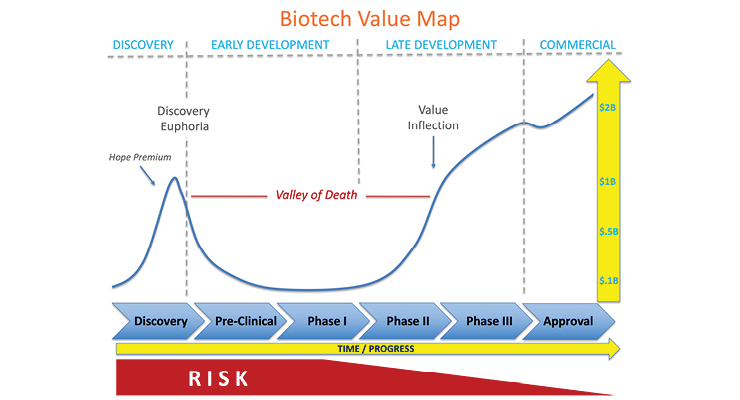 Biotech Value Map
DISCOVERY
EARLY DEVELOPMENT
LATE DEVELOPMENT
COMMERCIAL
Discovery
Euphoria
Value
Inflection
Hope Premium
Valley of Death
$2B
$1B
$.5B
$.1B
Discovery
Pre-Clinical
Phase I
Phase II
Phase III
Approval
TIME / PROGRESS
RISK